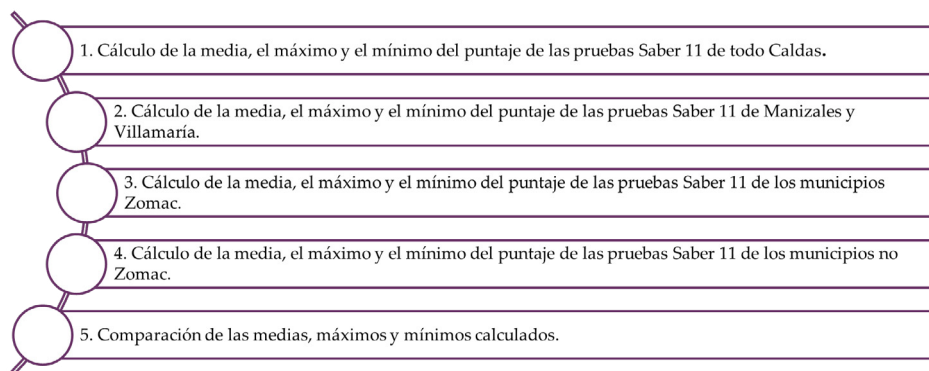 1. Cálculo de la media, el máximo y el mínimo del puntaje de las pruebas Saber 11 de todo Caldas.
2. Cálculo de la media, el máximo y el mínimo del puntaje de las pruebas Saber 11 de Manizales y
Villamaría.
3. Cálculo de la media, el máximo y el mínimo del puntaje de las pruebas Saber 11 de los municipios
Zomac.
4. Cálculo de la media, el máximo y el mínimo del puntaje de las pruebas Saber 11 de los municipios no
Zomac.
5. Comparación de las medias, máximos y mínimos calculados.